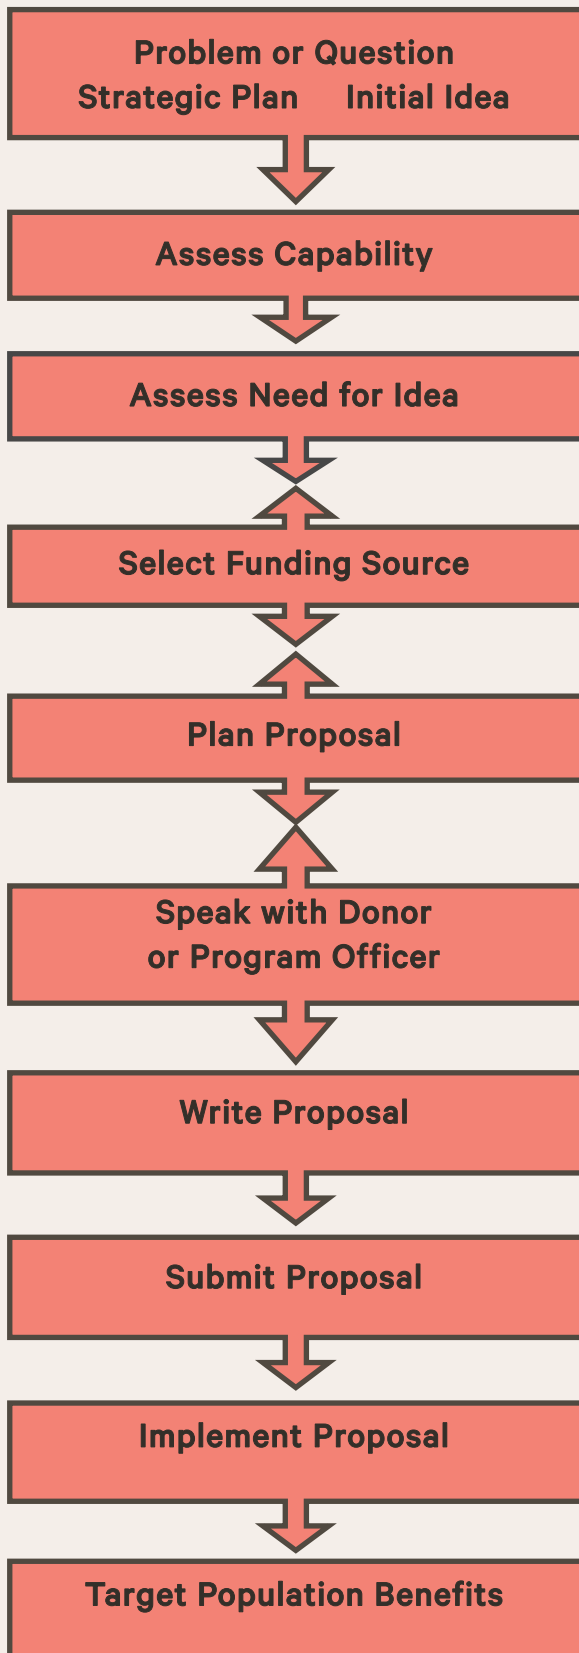 Problem or Question
Strategic Plan Initial Idea
Assess Capability
Assess Need for Idea
Select Funding Source
Plan Proposal
Speak with Donor
or Program Officer
Write Proposal
Submit Proposal
Implement Proposal
Target Population Benefits